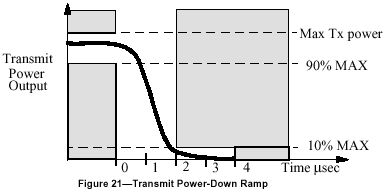 Max Tx power
Transmit
Power
Output
90% MAX
10% MAX
0 1 2 3 4 Time µsec
Figure 21—Transmit Power-Down Ramp